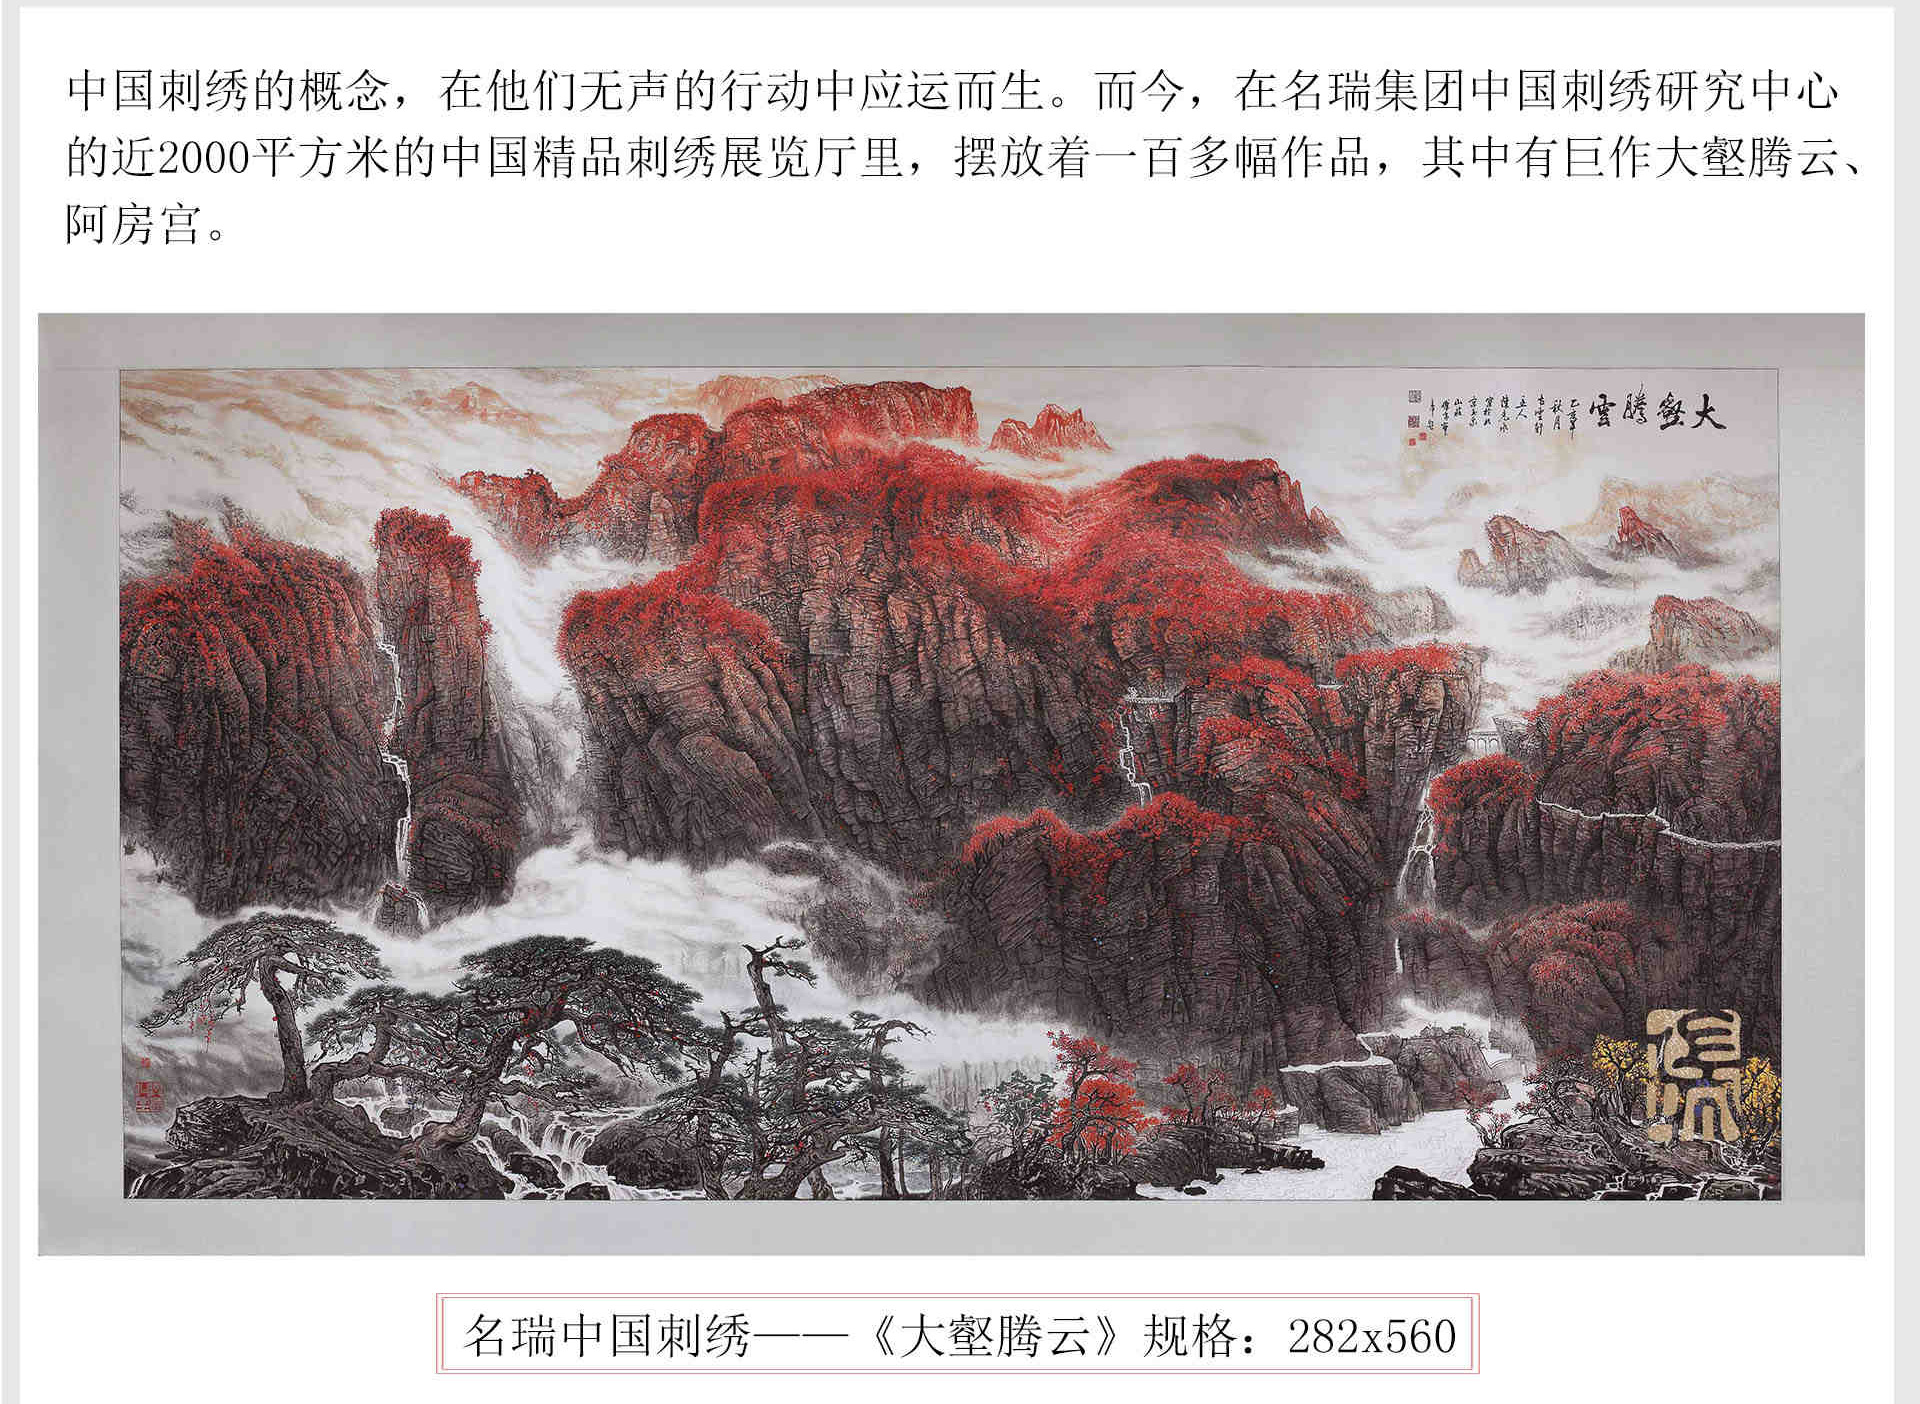 中国刺绣的概念，在他们无声的行动中应运而生。而今，在名瑞集团中国刺绣研究中心
的近2000平方米的中国精品刺绣展览厅里，摆放着一百多幅作品，其中有巨作大壑腾云、
阿房宫。
大壑騰雲
名瑞中国刺绣——《大壑腾云》规格：282x560